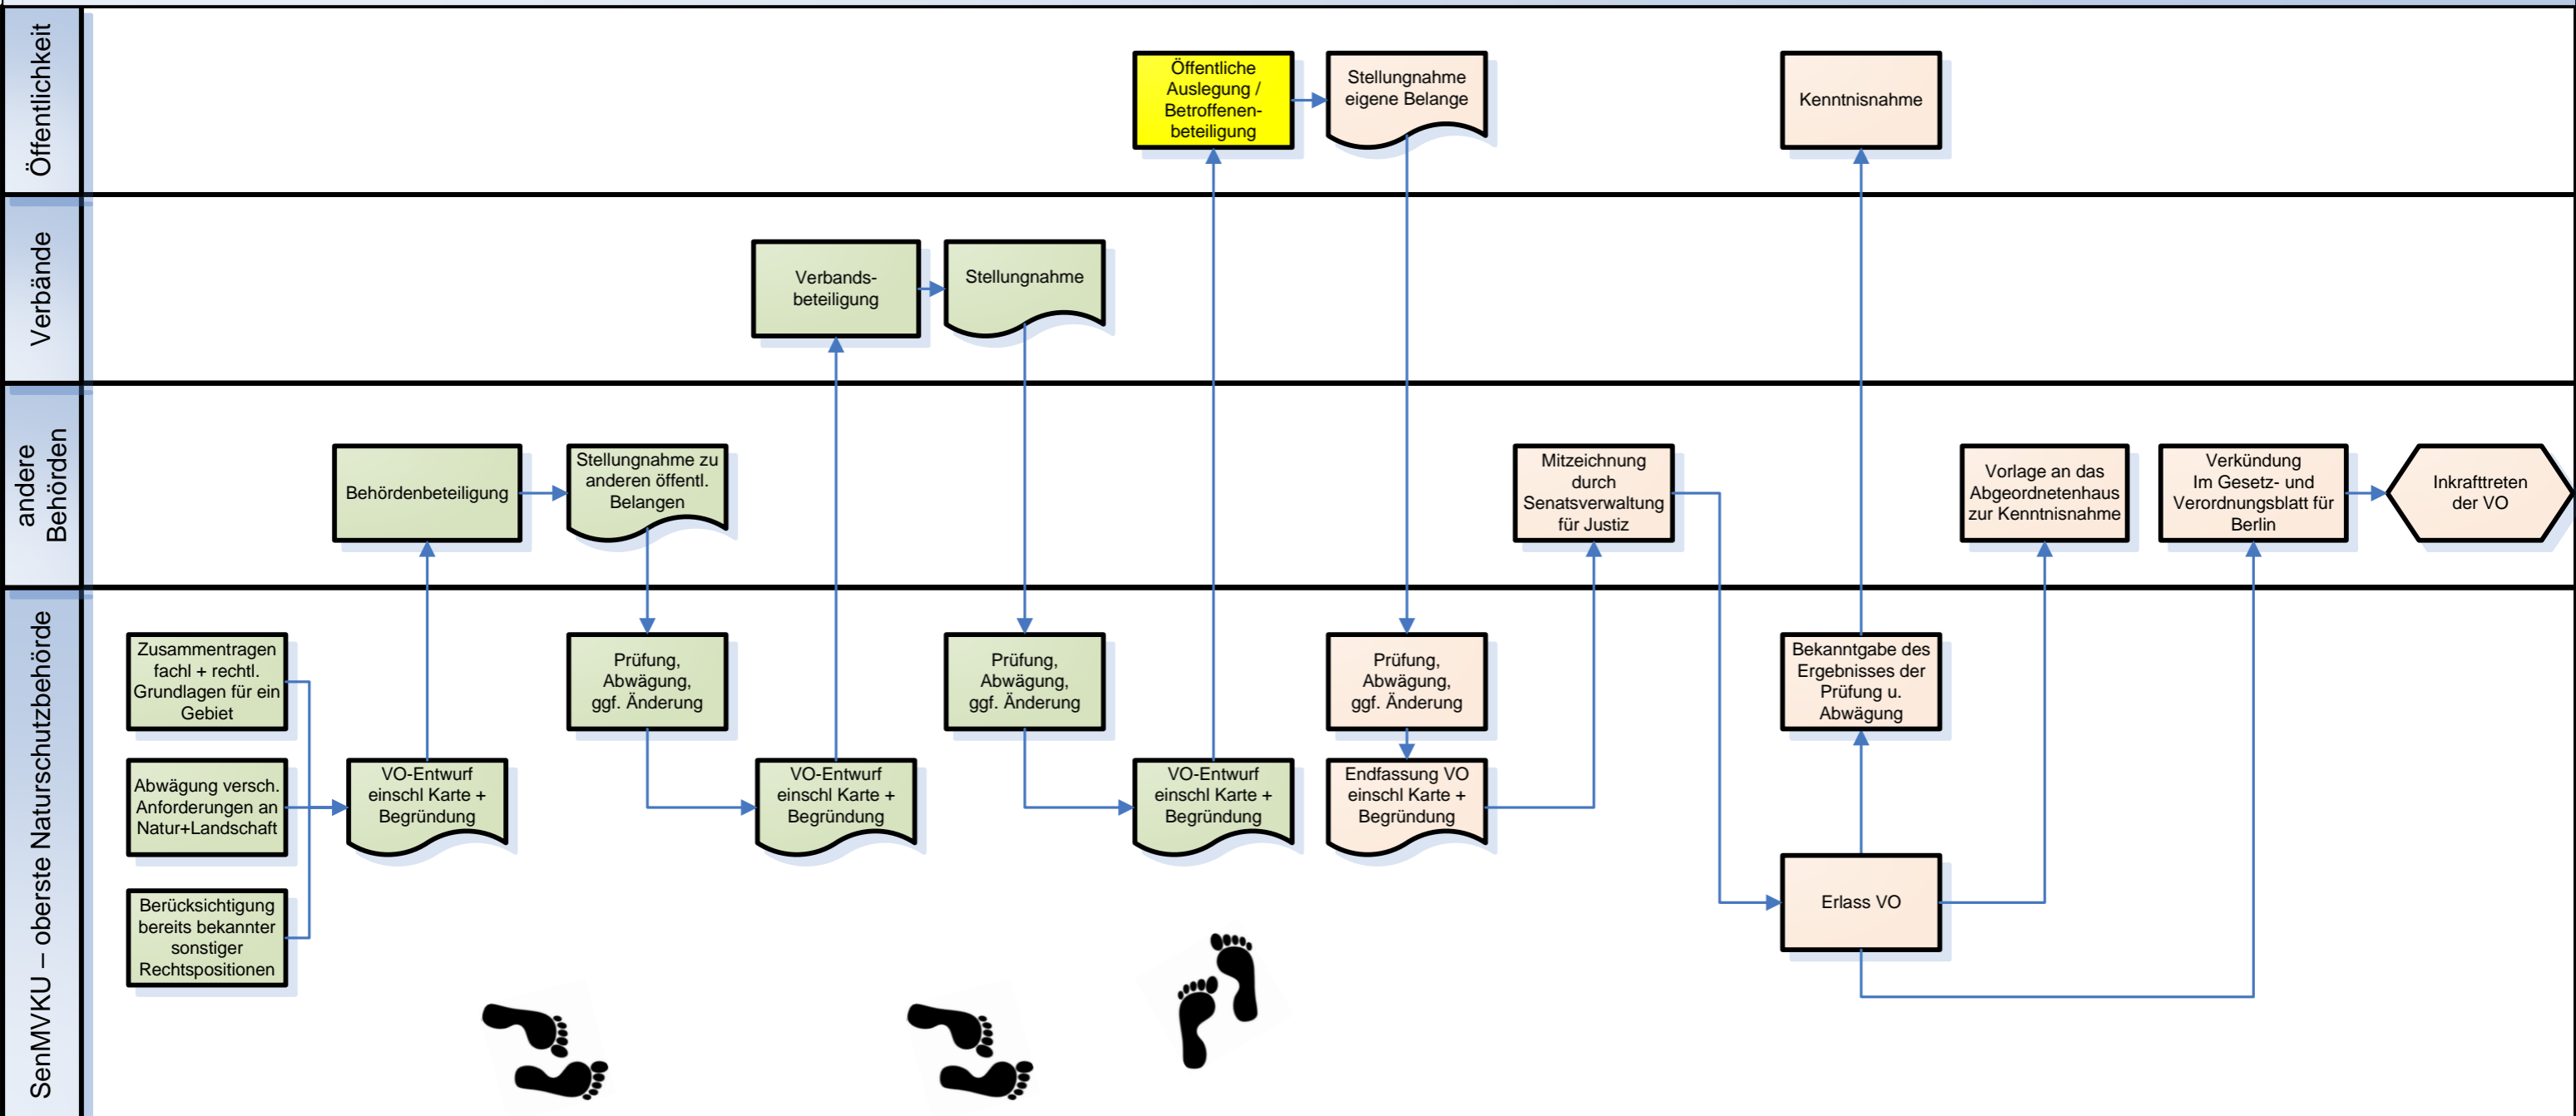 Öffentlichkeit
Öffentliche
Auslegung /
Betroffenen-
beteiligung
Stellungnahme
eigene Belange
Kenntnisnahme
Verbände
Verbands-
beteiligung
Stellungnahme
andere
Behörden
Behördenbeteiligung
Stellungnahme zu
anderen öffentl.
Belangen
Mitzeichnung
durch
Senatsverwaltung
für Justiz
Vorlage an das
Abgeordnetenhaus
zur Kenntnisnahme
Verkündung
Im Gesetz- und
Verordnungsblatt für
Berlin
Inkrafttreten
der VO
SenMVKU – oberste Naturschutzbehörde
Zusammentragen
fachl + rechtl.
Grundlagen für ein
Gebiet
Abwägung versch.
Anforderungen an
Natur+Landschaft
Berücksichtigung
bereits bekannter
sonstiger
Rechtspositionen
VO-Entwurf
einschl Karte +
Begründung
Prüfung,
Abwägung,
ggf. Änderung
VO-Entwurf
einschl Karte +
Begründung
Prüfung,
Abwägung,
ggf. Änderung
VO-Entwurf
einschl Karte +
Begründung
Prüfung,
Abwägung,
ggf. Änderung
Endfassung VO
einschl Karte +
Begründung
Bekanntgabe des
Ergebnisses der
Prüfung u.
Abwägung
Erlass VO